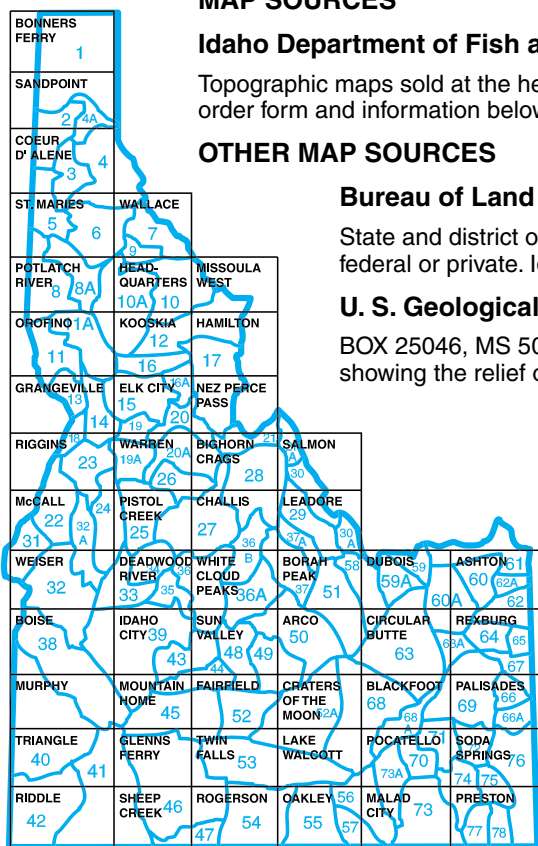 MAP SOURCES
Idaho Department of Fish a
Topographic maps sold at the he
order form and information below
OTHER MAP SOURCES
Bureau of Land
State and district o
federal or private. I
U. S. Geological
BOX 25046, MS 50
showing the relief o
BONNERS
FERRY
1
SANDPOINT
2 4A
COEUR
D' ALENE
4
3
ST. MARIES WALLACE
5 6 7
9
POTLATCH HEAD- MISSOULA
RIVER QUARTERS WEST
8 8A 10A 10
OROFINO 1A KOOSKIA HAMILTON
12
11 16 17
GRANGEVILLE ELK CITY 16A NEZ PERCE
PASS
13 15
14 19 20
RIGGINS 18 WARREN BIGHORN 21 SALMON
CRAGS A
19A 20A
23 26 28 30
McCALL PISTOL CHALLIS LEADORE
CREEK
22 24 25 27 29
32
A
31 36
B 37A 30
A
WEISER DEADWOOD WHITE BORAH 58 DUBOIS 59 ASHTON 61
RIVER CLOUD PEAK
PEAKS
32 33 34 35 36 36A 37 51 59A 60 62A
60A 62
BOISE IDAHO SUN ARCO CIRCULAR REXBURG
CITY 39 VALLEY BUTTE
38 43 44 48 49 50 63 63A 64 65
67
MURPHY MOUNTAIN FAIRFIELD CRATERS BLACKFOOT PALISADES
HOME OF THE
MOON 52A
45 52 68 68
A 69 66
66A
TRIANGLE GLENNS TWIN LAKE POCATELLO 71 SODA
FERRY FALLS WALCOTT SPRINGS
40 41 53 73A 70 74 75 76
RIDDLE SHEEP ROGERSON OAKLEY 56 MALAD PRESTON
CREEK CITY
42 46 47 54 55 57 73 77 78